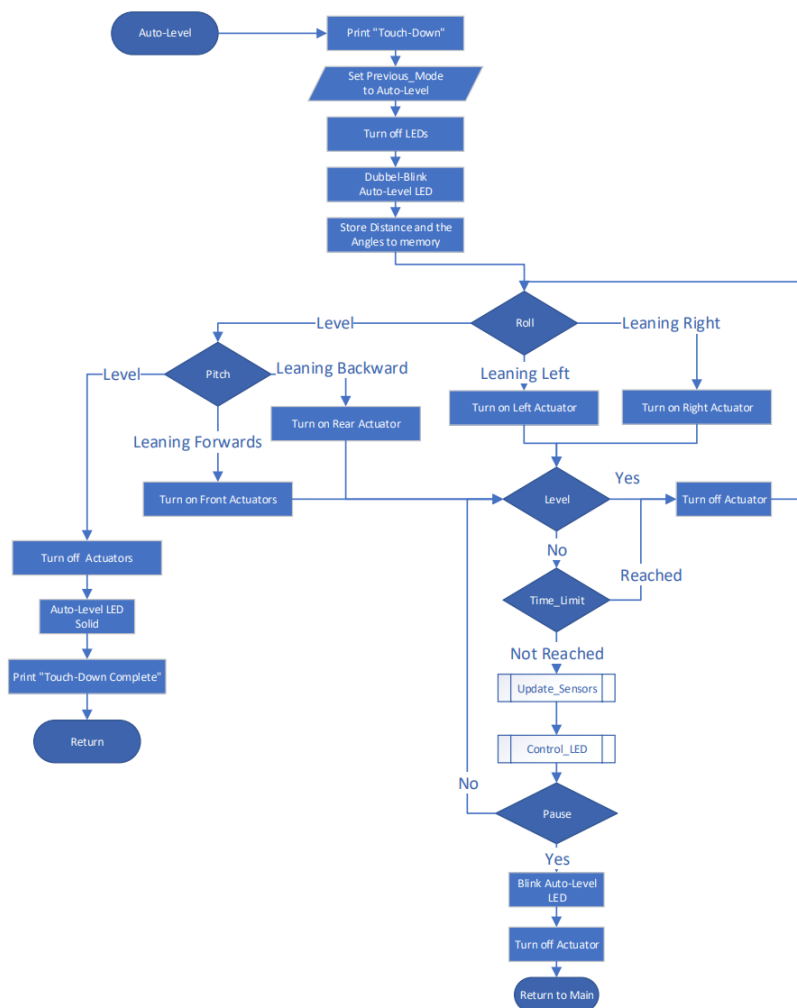 Auto-Level
Print "Touch-Down"
Set Previous_Mode
to Auto-Level
Turn off LEDs
Dubbel-Blink
Auto-Level LED
Store Distance and the
Angles to memory
Roll
Level
Leaning Right
Leaning Left
Pitch
Level
Leaning Backward
Leaning Forwards
Turn on Left Actuator
Turn on Right Actuator
Turn on Rear Actuator
Turn on Front Actuators
Level
Yes
Turn off Actuator
No
Reached
Time_Limit
Not Reached
Update_Sensors
Control_LED
No
Pause
Yes
Blink Auto-Level
LED
Turn off Actuator
Return to Main
Turn off  Actuators
Auto-Level LED
Solid
Print "Touch-Down Complete"
Return